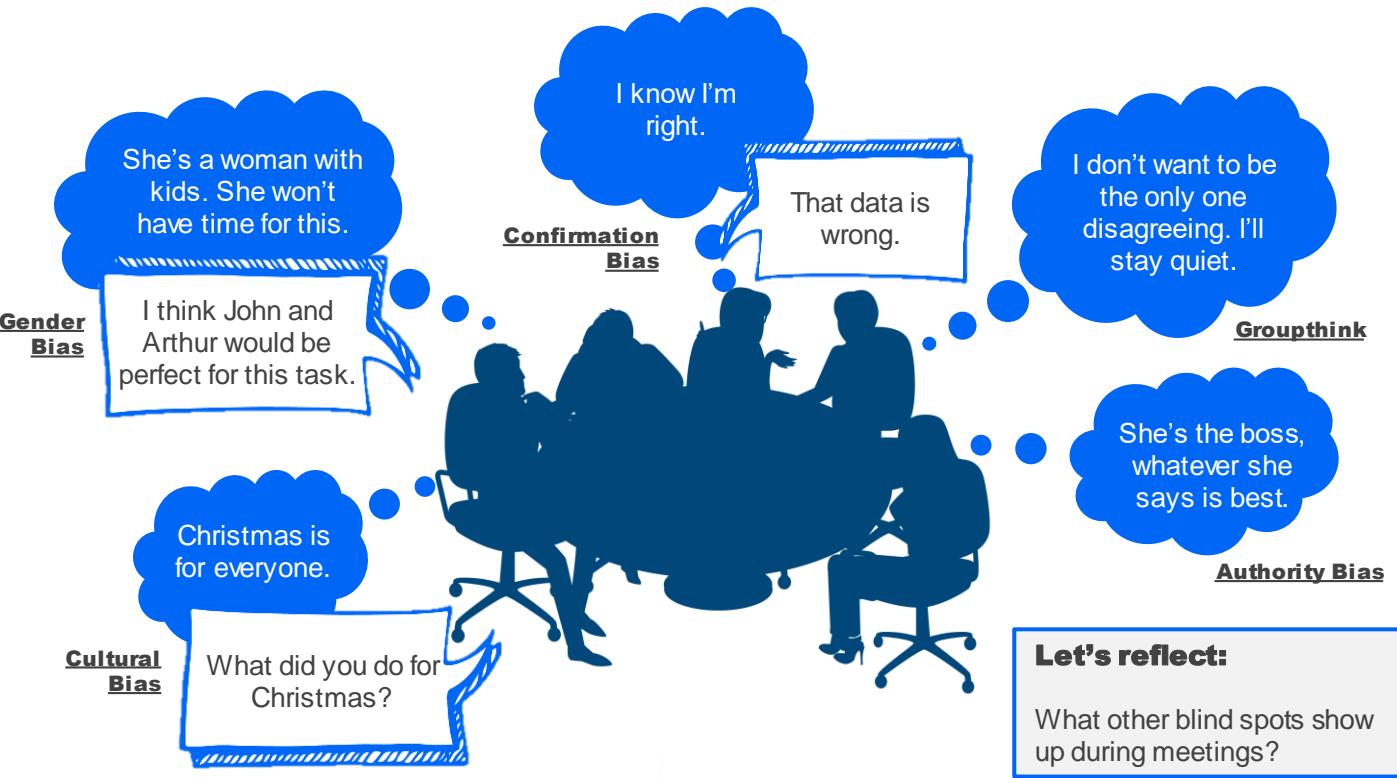 She’s a woman with
kids. She won’t
have time for this.
I think John and
Arthur would be
perfect for this task.
Gender
Bias
I know I’m
right.
That data is
wrong.
Confirmation
Bias
I don’t want to be
the only one
disagreeing. I’ll
stay quiet.
Groupthink
She’s the boss,
whatever she
says is best.
Authority Bias
Christmas is
for everyone.
What did you do for
Christmas?
Cultural
Bias
Let’s reflect:
What other blind spots show
up during meetings?